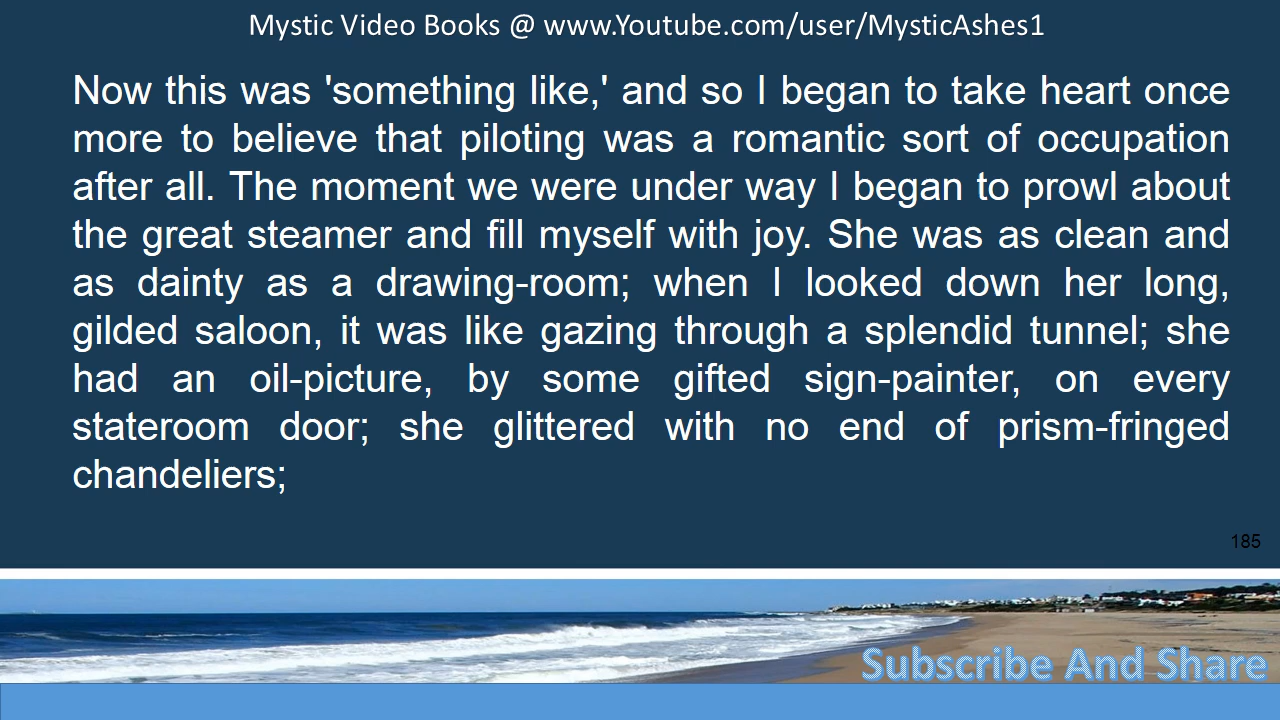 Mystic Video Books @ www.Youtube.com/user/MysticAshes1
Now this was 'something like,' and so I began to take heart once
more to believe that piloting was a romantic sort of occupation
after all. The moment we were under way I began to prowl about
the great steamer and fill myself with joy. She was as clean and
as dainty as a drawing-room; when I looked down her long,
gilded saloon, it was like gazing through a splendid tunnel; she
had an oil-picture, by some gifted sign-painter, on every
stateroom door; she glittered with no end of prism-fringed
chandeliers;
185
Subscribe And Share